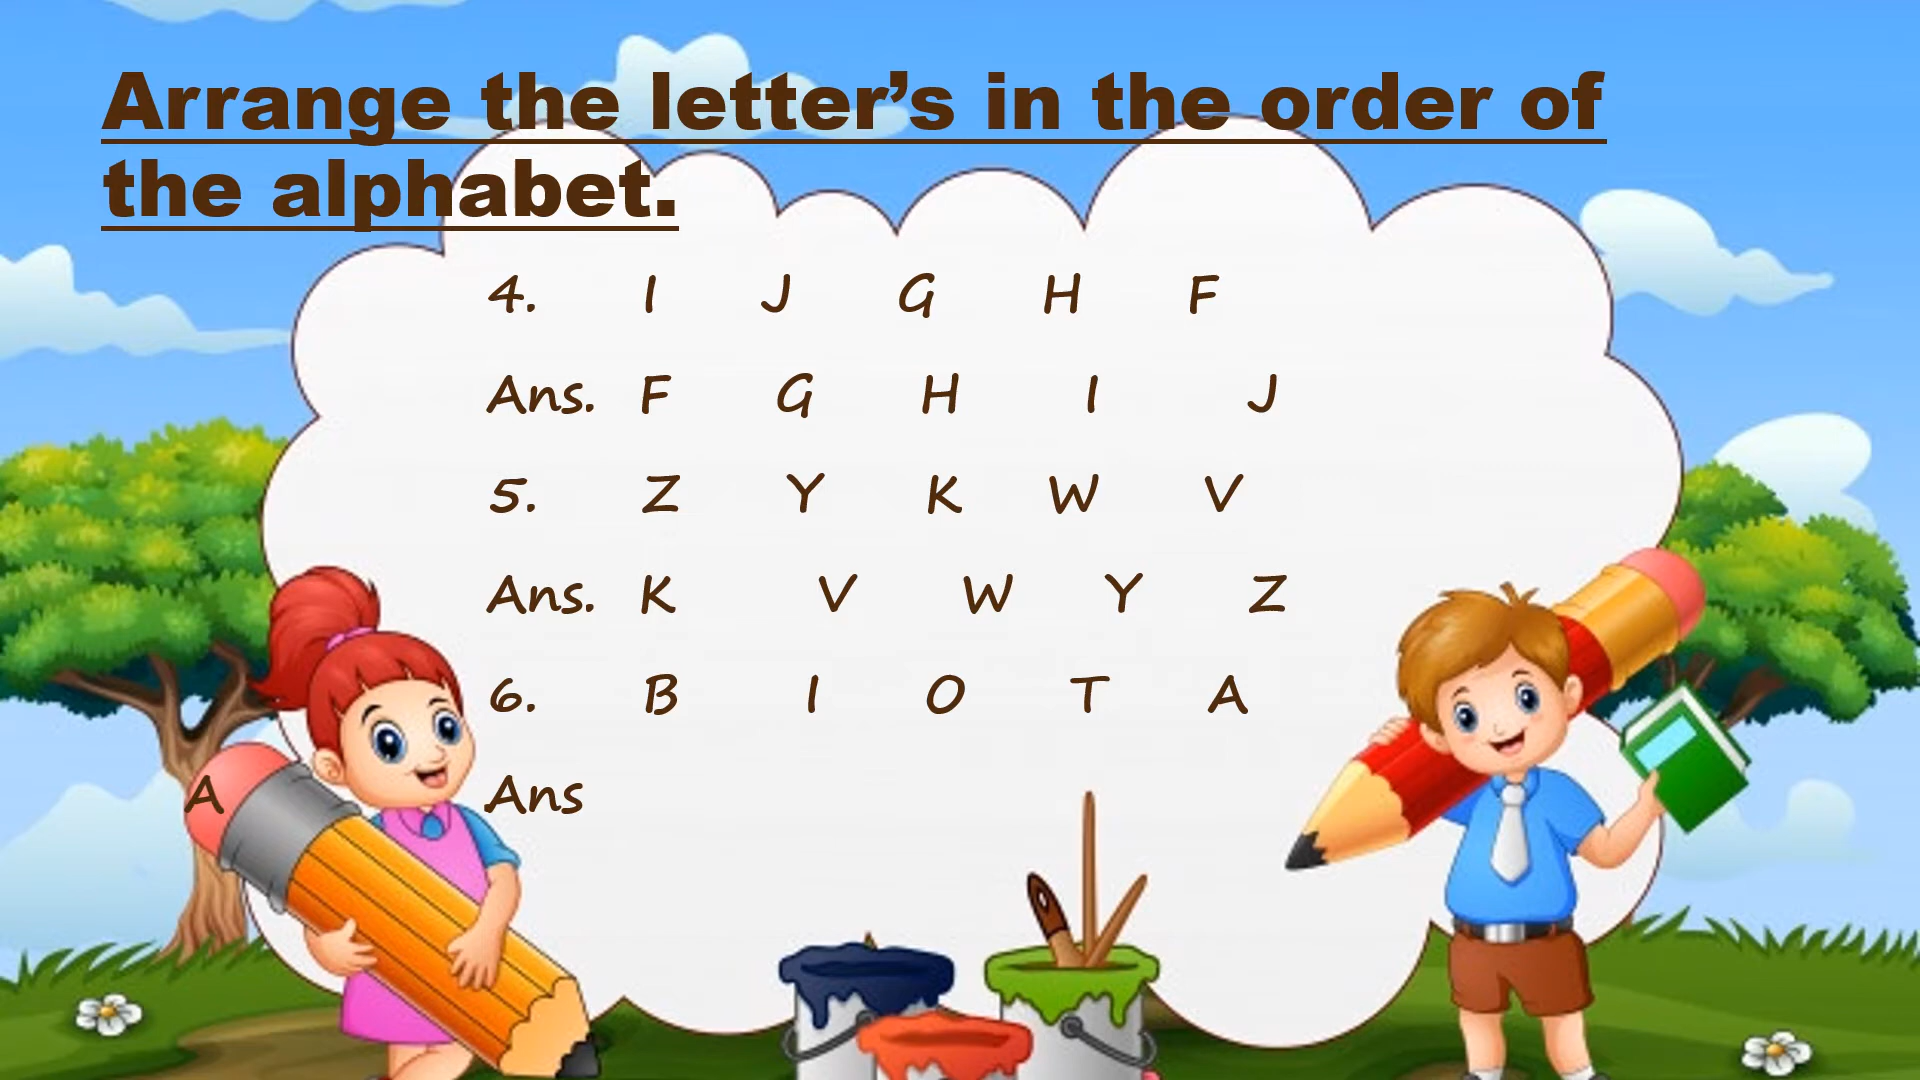 Arrange the letter’s in the order of
the alphabet.
4. I J G H F
Ans. F G H I J
5. Z Y K W V
Ans. K V W Y Z
6. B I O T A
A Ans